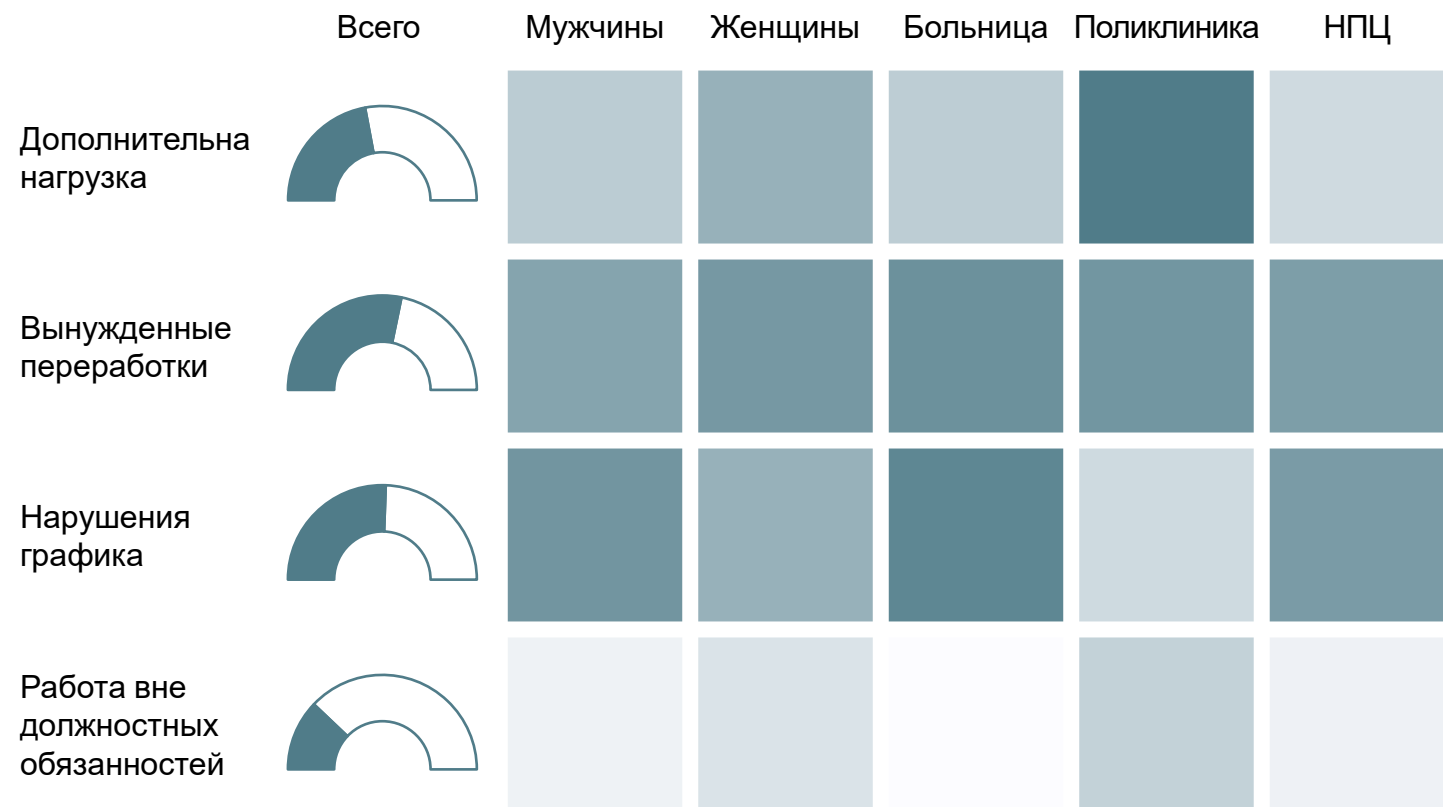 Всего Мужчины Женщины Больница Поликлиника НПЦ
Дополнительна
нагрузка
Вынужденные
переработки
Нарушения
графика
Работа вне
должностных
обязанностей